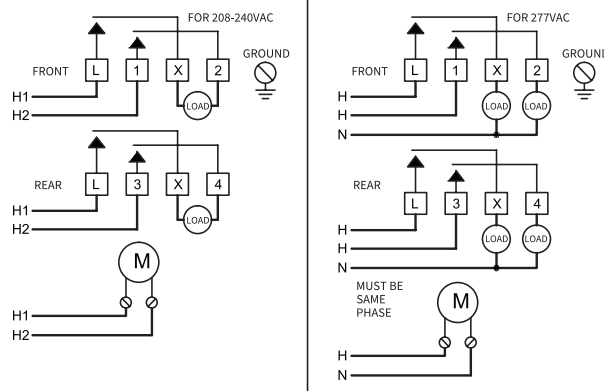 FOR 208-240VAC
GROUND
FRONT L 1 X 2
H1
H2
LOAD
REAR L 3 X 4
H1
H2
LOAD
M
H1
H2
FOR 277VAC
GROUND
FRONT L 1 X 2
H
H
N
LOAD LOAD
REAR L 3 X 4
H
H
N
LOAD LOAD
MUST BE
SAME
PHASE
M
H
N